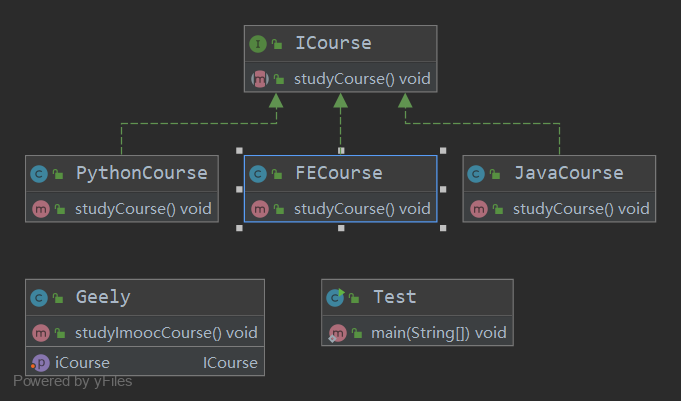 ICourse
studyCourse() void
PythonCourse
studyCourse() void
FECourse
studyCourse() void
JavaCourse
studyCourse() void
Geely
studyImoocCourse() void
iCourse ICourse
Test
main(String[]) void
Powered by yFiles